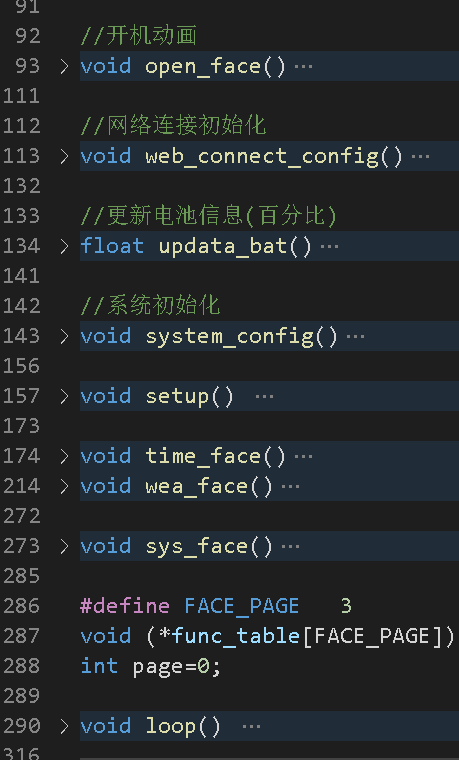 91
92 //开机动画
93 > void open_face()···
111
112 //网络连接初始化
113 > void web_connect_config()···
132
133 //更新电池信息(百分比)
134 > float updata_bat()···
141
142 //系统初始化
143 > void system_config()···
156
157 > void setup() ···
173
174 > void time_face()···
214 > void wea_face()···
272
273 > void sys_face()···
285
286 #define FACE_PAGE 3
287 void (*func_table[FACE_PAGE])
288 int page=0;
289
290 > void loop() ···
316